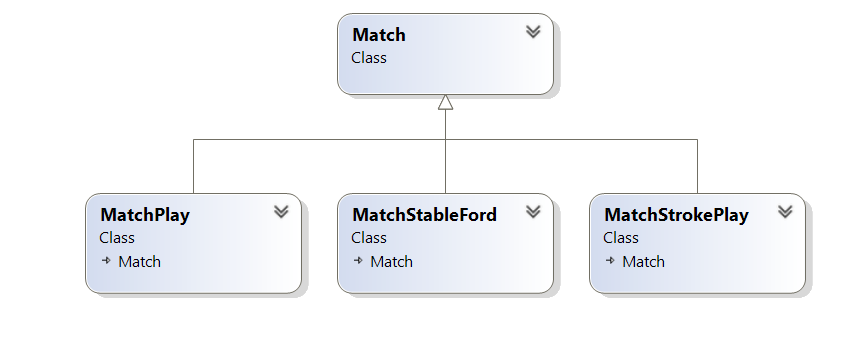 Match
Class
MatchPlay
Class
Match
MatchStableFord
Class
Match
MatchStrokePlay
Class
Match